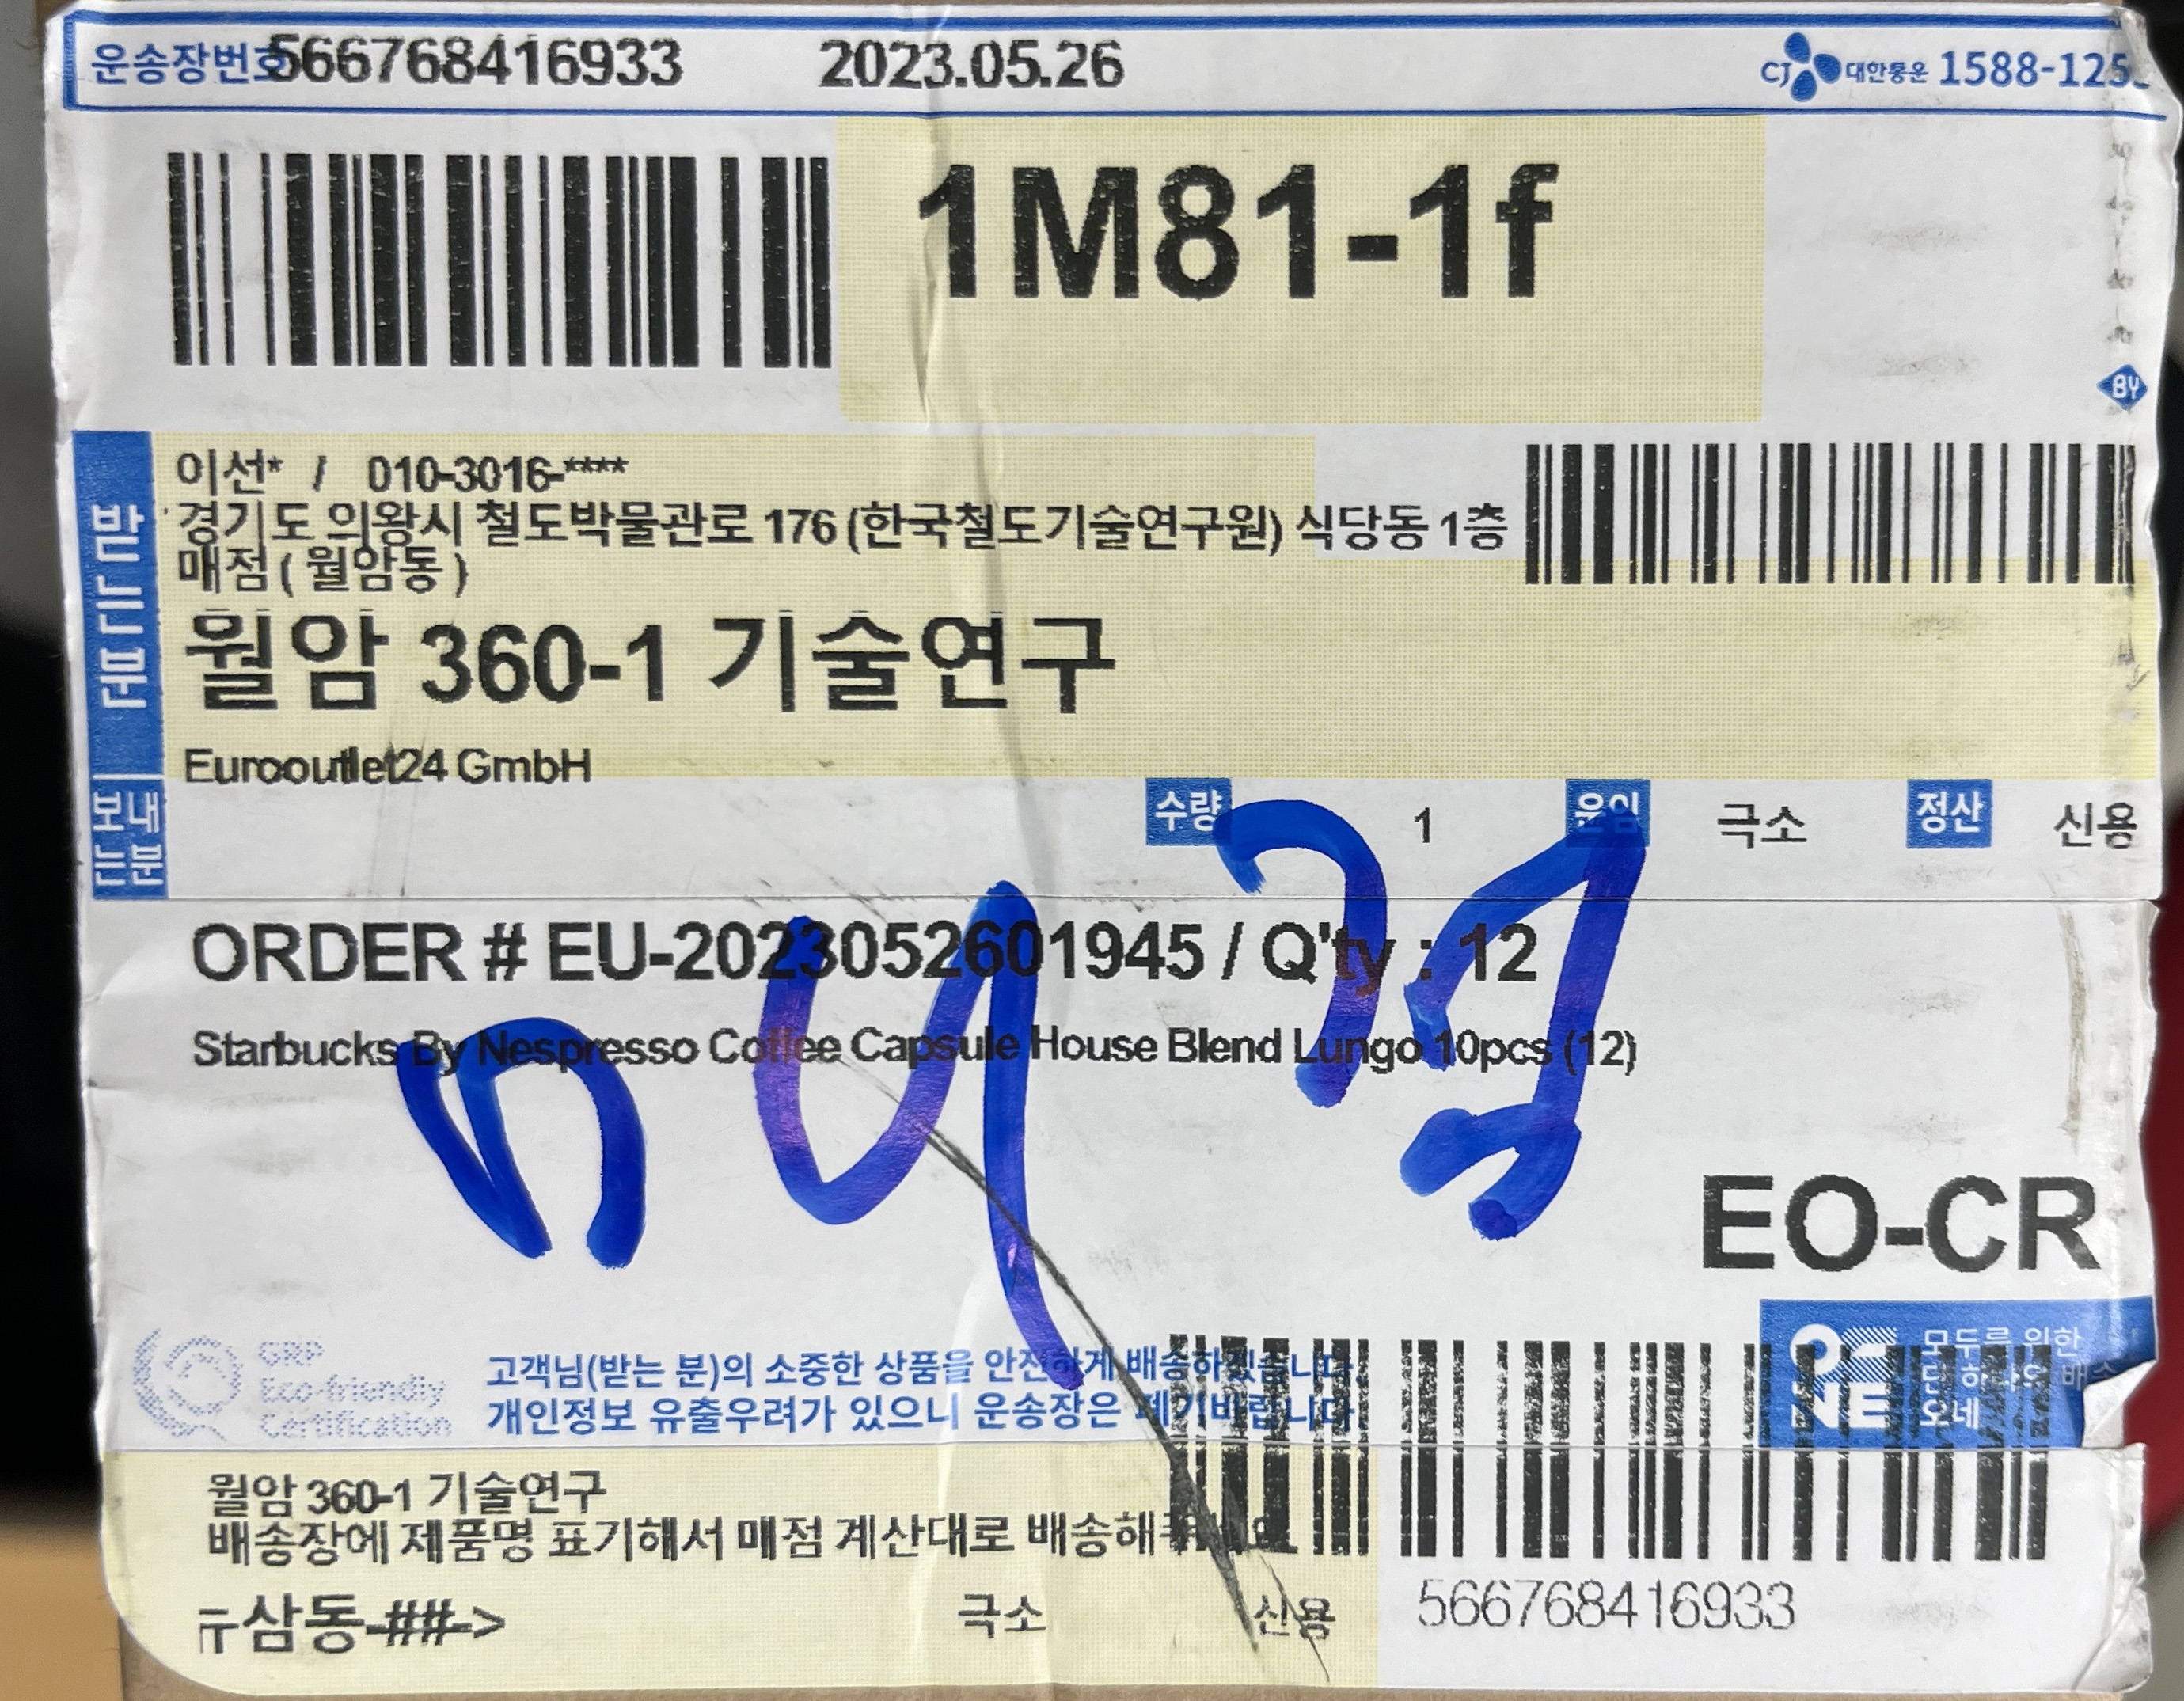 운송장번호 566768416933 2023.05.26 CJ대한통운 1588-125
1M81-1f
BY
받는분
이선* / 010-3016-****
경기도 의왕시 철도박물관로 176 (한국철도기술연구원) 식당동 1층
매점 ( 월암동 )
월암 360-1 기술연구
보내는분
Eurooutlet24 GmbH
수량 1 운임 극소 정산 신용
ORDER # EU-2023052601945 / Q'ty : 12
Starbucks By Nespresso Coffee Capsule House Blend Lungo 10pcs (12)
EO-CR
GRP
Eco-friendly
Certification
고객님(받는 분)의 소중한 상품을 안전하게 배송하겠습니다.
개인정보 유출우려가 있으니 운송장은 폐기바랍니다.
ONE 모두를 위한
오네
월암 360-1 기술연구
배송장에 제품명 표기해서 매점 계산대로 배송해주세요
삼동-##->
극소 신용 566768416933